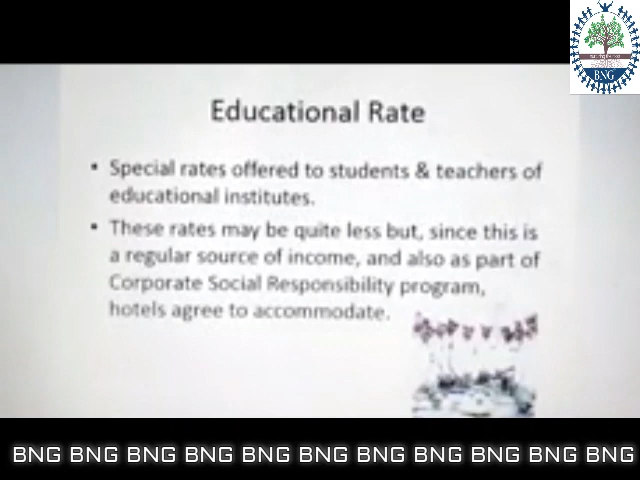 BNG
Educational Rate
• Special rates offered to students & teachers of
educational institutes.
• These rates may be quite less but, since this is
a regular source of income, and also as part of
Corporate Social Responsibility program,
hotels agree to accommodate.
BNG BNG BNG BNG BNG BNG BNG BNG BNG BNG BNG